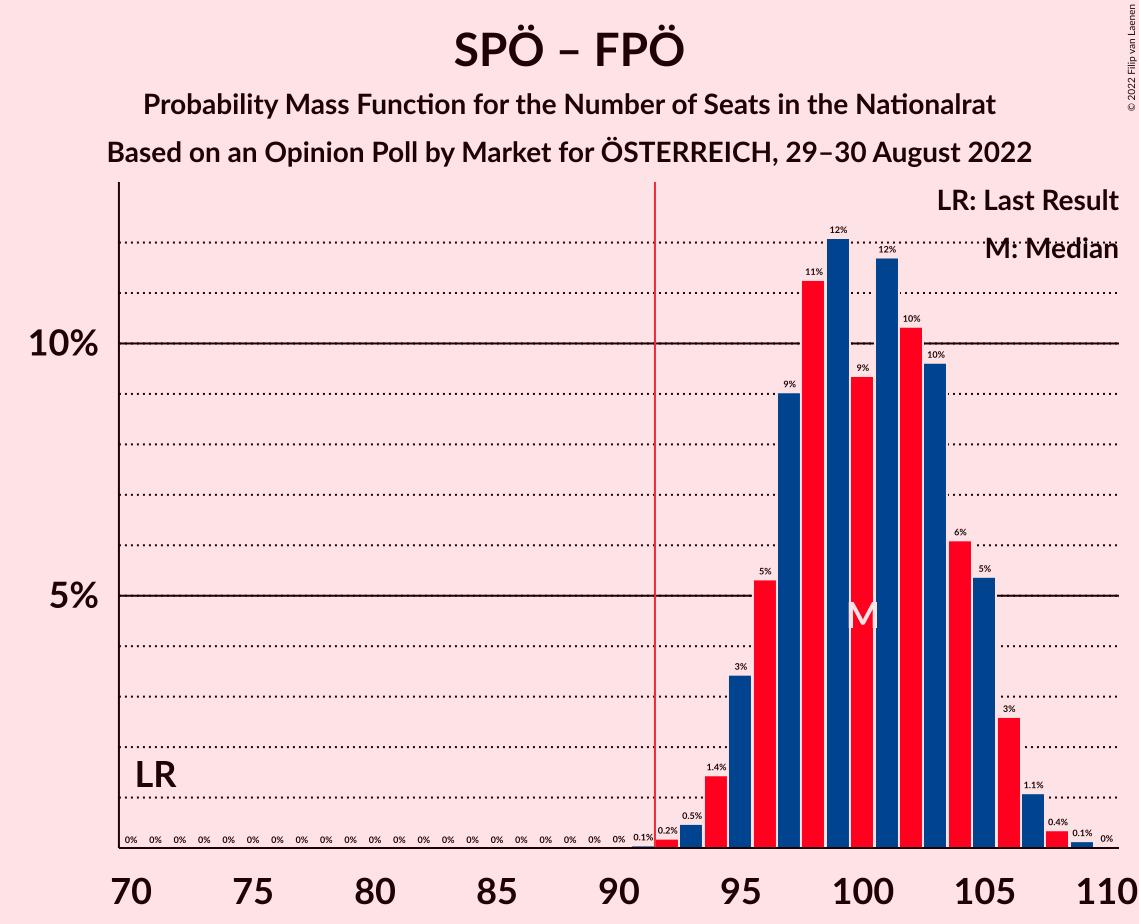 © 2022 Filip van Laenen
SPÖ – FPÖ
Probability Mass Function for the Number of Seats in the Nationalrat
Based on an Opinion Poll by Market for ÖSTERREICH, 29–30 August 2022
LR: Last Result
M: Median
10%
5%
LR
M
0% 0% 0% 0% 0% 0% 0% 0% 0% 0% 0% 0% 0% 0% 0% 0% 0% 0% 0% 0% 0% 0.1% 0.2% 0.5% 1.4% 3% 5% 9% 11% 12% 9% 12% 10% 10% 6% 5% 3% 1.1% 0.4% 0.1% 0%
70 75 80 85 90 95 100 105 110